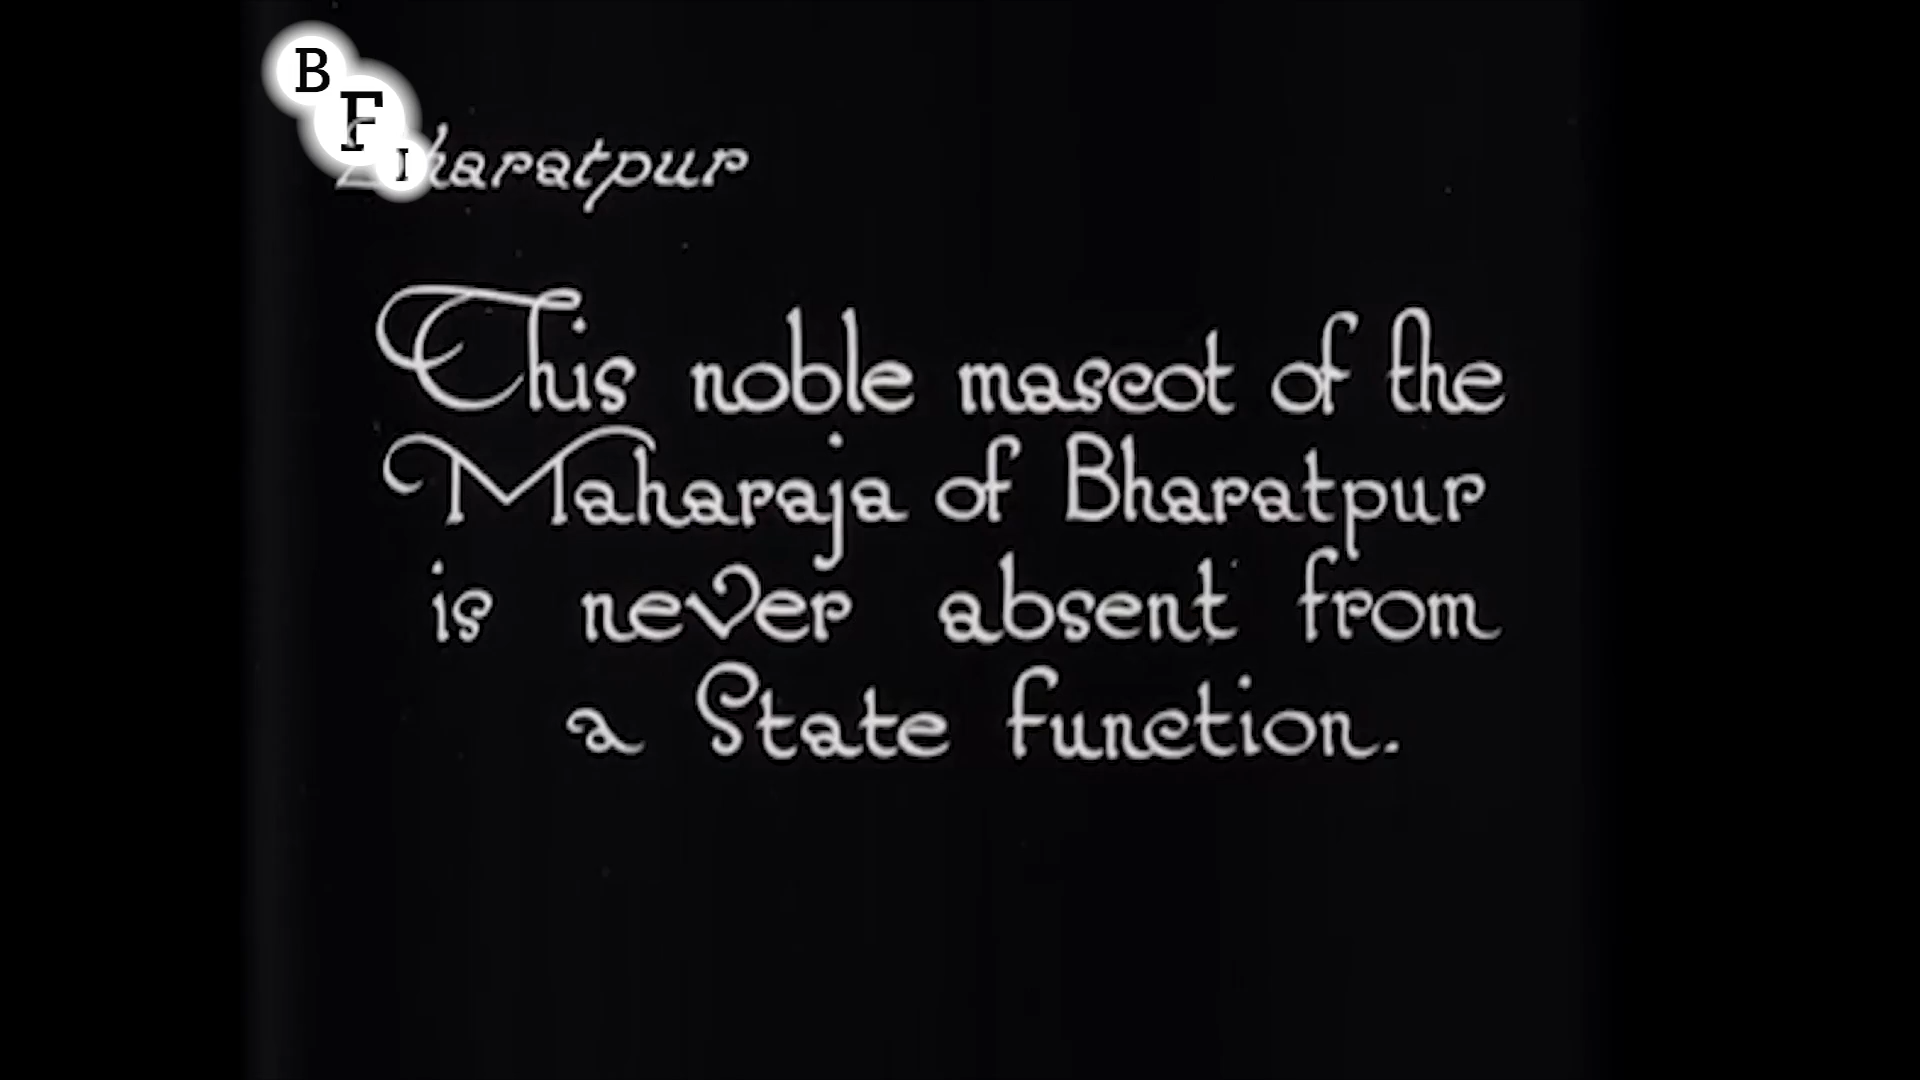 BFI
Bharatpur
This noble mascot of the
Maharaja of Bharatpur
is never absent from
a State function.